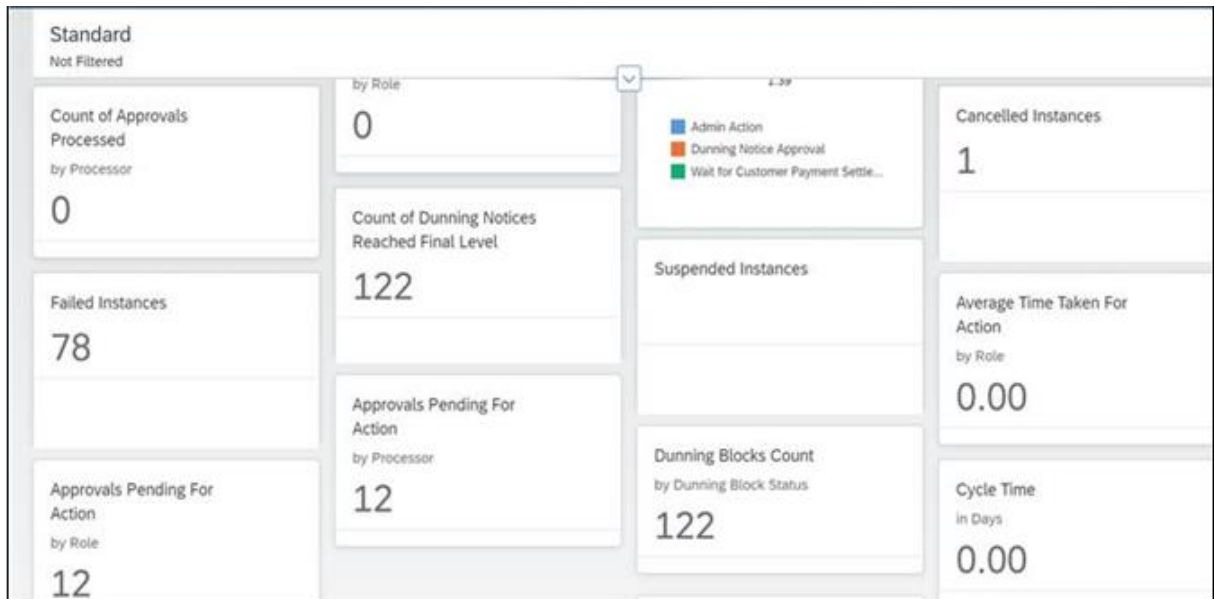 Standard
Not Filtered
Count of Approvals
Processed
by Processor
0
Failed Instances
78
Approvals Pending For
Action
by Role
12
by Role
0
Count of Dunning Notices
Reached Final Level
122
Approvals Pending For
Action
by Processor
12
Admin Action
Dunning Notice Approval
Wait for Customer Payment Settle...
Suspended Instances
Dunning Blocks Count
by Dunning Block Status
122
Cancelled Instances
1
Average Time Taken For
Action
by Role
0.00
Cycle Time
in Days
0.00